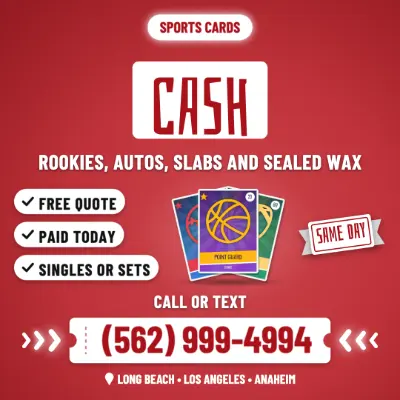 SPORTS CARDS
CASH
ROOKIES, AUTOS, SLABS AND SEALED WAX
FREE QUOTE
PAID TODAY
SINGLES OR SETS
POINT GUARD
SAME DAY
CALL OR TEXT
(562) 999-4994
LONG BEACH • LOS ANGELES • ANAHEIM